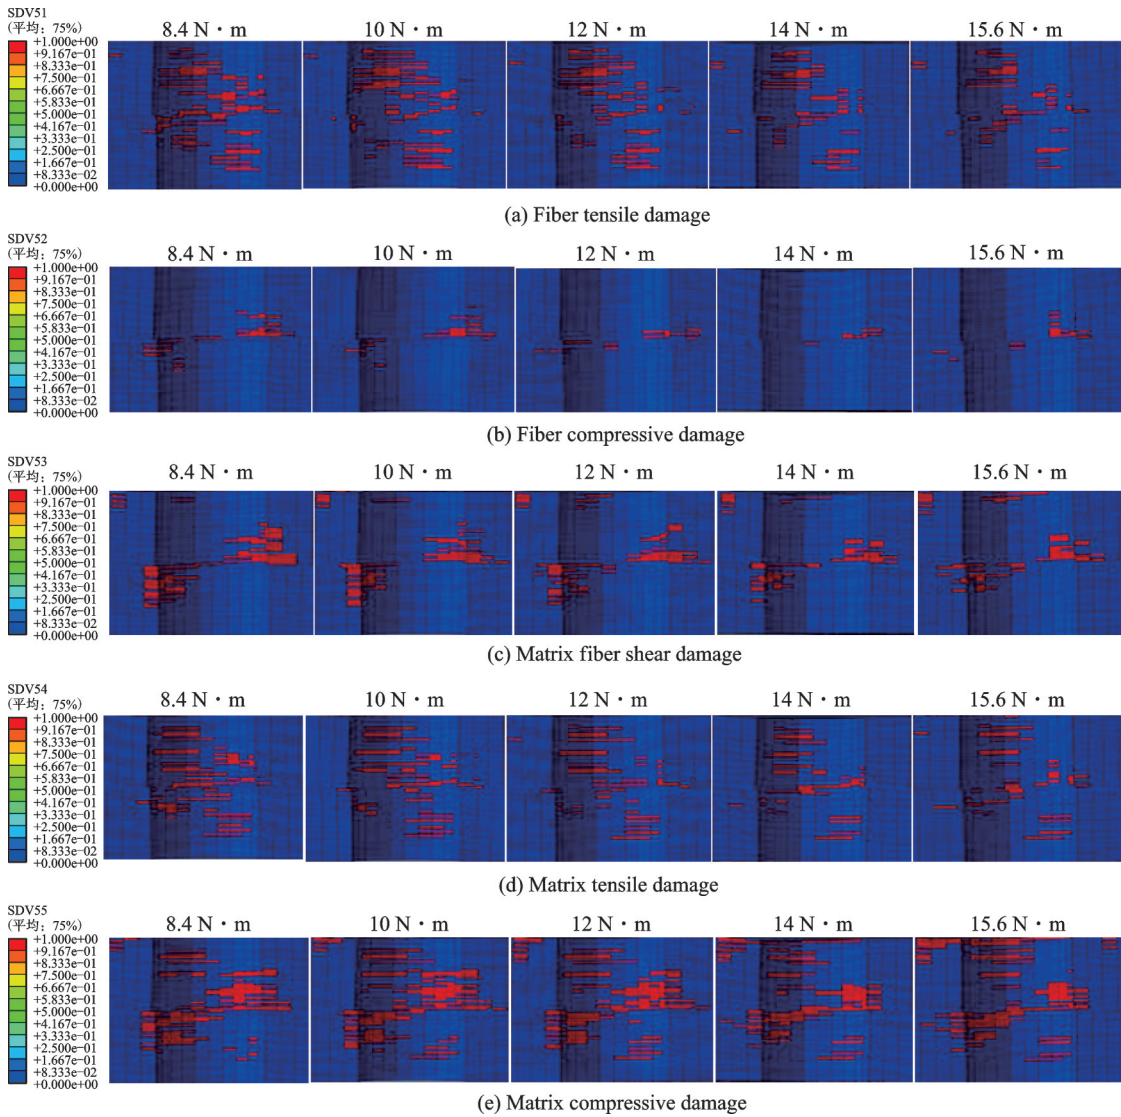 SDV51
(平均: 75%)
+1.000e+00
+9.167e-01
+8.333e-01
+7.500e-01
+6.667e-01
+5.833e-01
+5.000e-01
+4.167e-01
+3.333e-01
+2.500e-01
+1.667e-01
+8.333e-02
+0.000e+00
8.4 N · m
10 N · m
12 N · m
14 N · m
15.6 N · m
(a) Fiber tensile damage
SDV52
(平均: 75%)
+1.000e+00
+9.167e-01
+8.333e-01
+7.500e-01
+6.667e-01
+5.833e-01
+5.000e-01
+4.167e-01
+3.333e-01
+2.500e-01
+1.667e-01
+8.333e-02
+0.000e+00
8.4 N · m
10 N · m
12 N · m
14 N · m
15.6 N · m
(b) Fiber compressive damage
SDV53
(平均: 75%)
+1.000e+00
+9.167e-01
+8.333e-01
+7.500e-01
+6.667e-01
+5.833e-01
+5.000e-01
+4.167e-01
+3.333e-01
+2.500e-01
+1.667e-01
+8.333e-02
+0.000e+00
8.4 N · m
10 N · m
12 N · m
14 N · m
15.6 N · m
(c) Matrix fiber shear damage
SDV54
(平均: 75%)
+1.000e+00
+9.167e-01
+8.333e-01
+7.500e-01
+6.667e-01
+5.833e-01
+5.000e-01
+4.167e-01
+3.333e-01
+2.500e-01
+1.667e-01
+8.333e-02
+0.000e+00
8.4 N · m
10 N · m
12 N · m
14 N · m
15.6 N · m
(d) Matrix tensile damage
SDV55
(平均: 75%)
+1.000e+00
+9.167e-01
+8.333e-01
+7.500e-01
+6.667e-01
+5.833e-01
+5.000e-01
+4.167e-01
+3.333e-01
+2.500e-01
+1.667e-01
+8.333e-02
+0.000e+00
8.4 N · m
10 N · m
12 N · m
14 N · m
15.6 N · m
(e) Matrix compressive damage